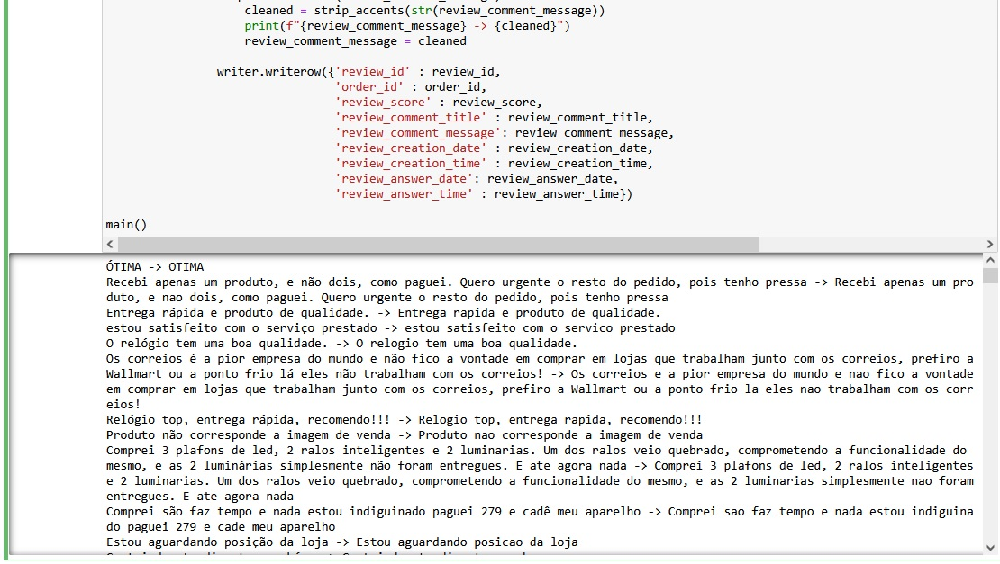 cleaned = strip_accents(str(review_comment_message))
print(f"{review_comment_message} -> {cleaned}")
review_comment_message = cleaned
writer.writerow({'review_id' : review_id,
'order_id' : order_id,
'review_score' : review_score,
'review_comment_title' : review_comment_title,
'review_comment_message': review_comment_message,
'review_creation_date' : review_creation_date,
'review_creation_time' : review_creation_time,
'review_answer_date': review_answer_date,
'review_answer_time' : review_answer_time})
main()
ÓTIMA -> OTIMA
Recebi apenas um produto, e não dois, como paguei. Quero urgente o resto do pedido, pois tenho pressa -> Recebi apenas um pro
duto, e nao dois, como paguei. Quero urgente o resto do pedido, pois tenho pressa
Entrega rápida e produto de qualidade. -> Entrega rapida e produto de qualidade.
estou satisfeito com o serviço prestado -> estou satisfeito com o servico prestado
O relógio tem uma boa qualidade. -> O relogio tem uma boa qualidade.
Os correios é a pior empresa do mundo e não fico a vontade em comprar em lojas que trabalham junto com os correios, prefiro a
Wallmart ou a ponto frio lá eles não trabalham com os correios! -> Os correios e a pior empresa do mundo e nao fico a vontade
em comprar em lojas que trabalham junto com os correios, prefiro a Wallmart ou a ponto frio la eles nao trabalham com os corr
eios!
Relógio top, entrega rápida, recomendo!!! -> Relogio top, entrega rapida, recomendo!!!
Produto não corresponde a imagem de venda -> Produto nao corresponde a imagem de venda
Comprei 3 plafons de led, 2 ralos inteligentes e 2 luminarias. Um dos ralos veio quebrado, comprometendo a funcionalidade do
mesmo, e as 2 luminárias simplesmente não foram entregues. E ate agora nada -> Comprei 3 plafons de led, 2 ralos inteligentes
e 2 luminarias. Um dos ralos veio quebrado, comprometendo a funcionalidade do mesmo, e as 2 luminarias simplesmente nao foram
entregues. E ate agora nada
Comprei são faz tempo e nada estou indiguinado paguei 279 e cadê meu aparelho -> Comprei sao faz tempo e nada estou indiguina
do paguei 279 e cade meu aparelho
Estou aguardando posição da loja -> Estou aguardando posicao da loja